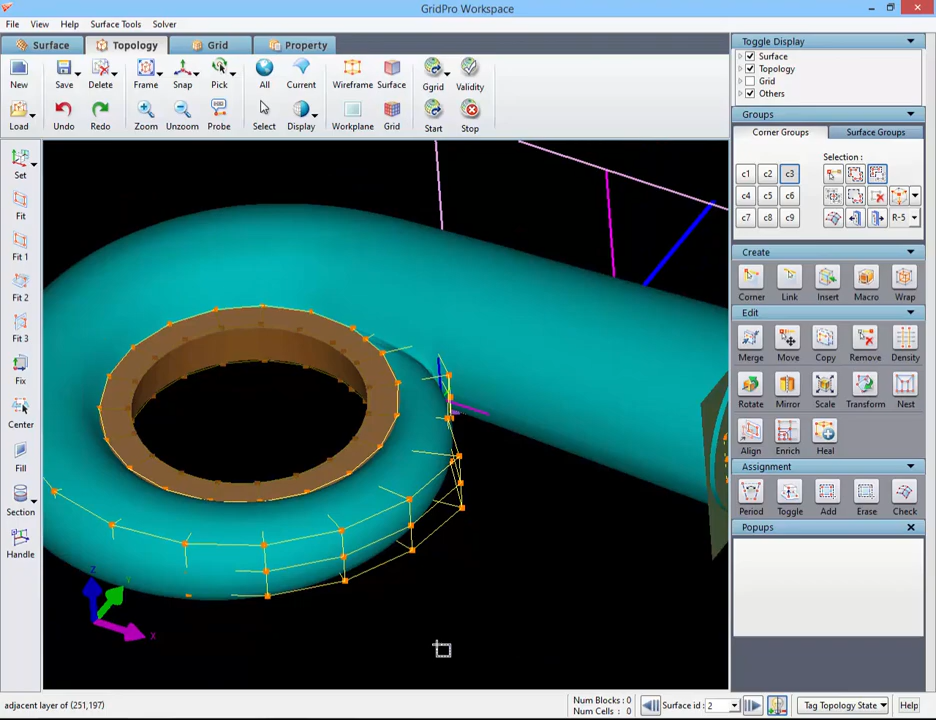 GridPro Workspace
File View Help Surface Tools Solver
Surface Topology Grid Property
New Save Delete Frame Snap Pick All Current Wireframe Surface Ggrid Validity
Load Undo Redo Zoom Unzoom Probe Select Display Workplane Grid Start Stop
Set
Fit
Fit 1
Fit 2
Fit 3
Fix
Center
Fill
Section
Handle
Z Y X
Toggle Display
Surface
Topology
Grid
Others
Groups
Corner Groups Surface Groups
Selection :
c1 c2 c3
c4 c5 c6
c7 c8 c9 R-5
Create
Corner Link Insert Macro Wrap
Edit
Merge Move Copy Remove Density
Rotate Mirror Scale Transform Nest
Align Enrich Heal
Assignment
Period Toggle Add Erase Check
Popups
adjacent layer of (251,197)
Num Blocks: 0
Num Cells: 0
Surface id: 2
Tag Topology State
Help